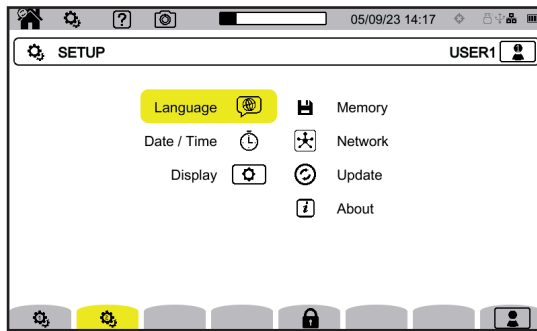 05/09/23 14:17
SETUP USER1
Language Memory
Date / Time Network
Display Update
About